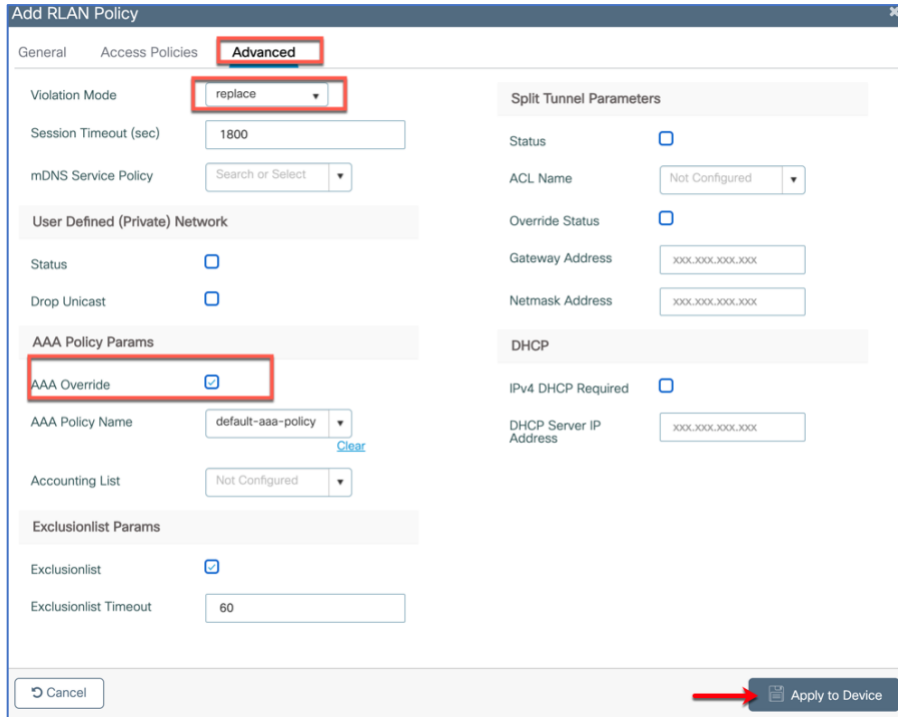 Add RLAN Policy
General Access Policies Advanced
Violation Mode replace
Session Timeout (sec) 1800
mDNS Service Policy Search or Select
User Defined (Private) Network
Status
Drop Unicast
AAA Policy Params
AAA Override
AAA Policy Name default-aaa-policy
Clear
Accounting List Not Configured
Exclusionlist Params
Exclusionlist
Exclusionlist Timeout 60
Split Tunnel Parameters
Status
ACL Name Not Configured
Override Status
Gateway Address xxx.xxx.xxx.xxx
Netmask Address xxx.xxx.xxx.xxx
DHCP
IPv4 DHCP Required
DHCP Server IP
Address xxx.xxx.xxx.xxx
Cancel
Apply to Device